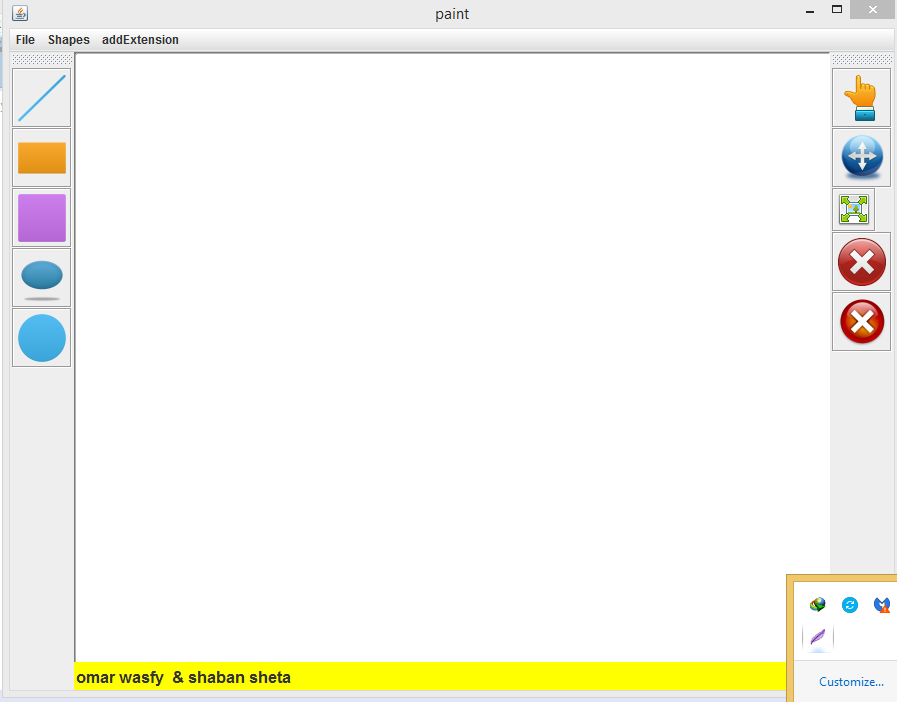 paint
File Shapes addExtension
omar wasfy & shaban sheta
Customize...